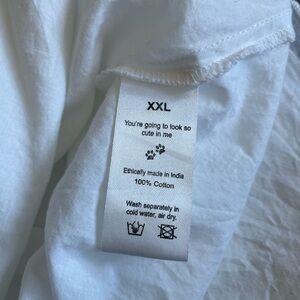 XXL
You're going to look so
cute in me
Ethically made in India
100% Cotton
Wash separately in
cold water, air dry.